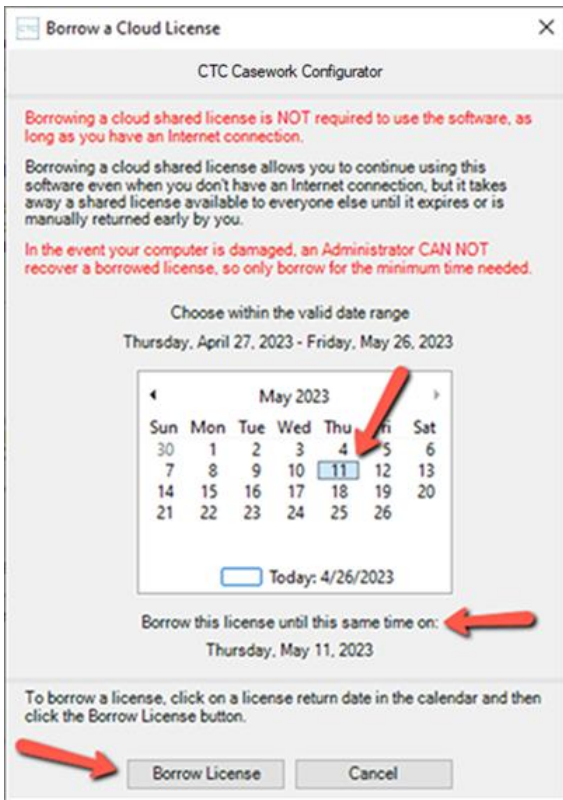 CTC Borrow a Cloud License
CTC Casework Configurator
Borrowing a cloud shared license is NOT required to use the software, as
long as you have an Internet connection.
Borrowing a cloud shared license allows you to continue using this
software even when you don't have an Internet connection, but it takes
away a shared license available to everyone else until it expires or is
manually returned early by you.
In the event your computer is damaged, an Administrator CAN NOT
recover a borrowed license, so only borrow for the minimum time needed.
Choose within the valid date range
Thursday, April 27, 2023 - Friday, May 26, 2023
May 2023
Sun Mon Tue Wed Thu Fri Sat
30 1 2 3 4 5 6
7 8 9 10 11 12 13
14 15 16 17 18 19 20
21 22 23 24 25 26
Today: 4/26/2023
Borrow this license until this same time on:
Thursday, May 11, 2023
To borrow a license, click on a license return date in the calendar and then
click the Borrow License button.
Borrow License Cancel